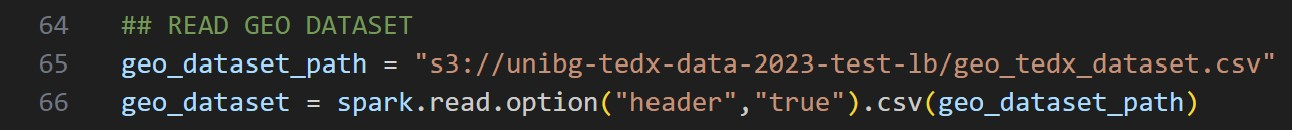 64 ## READ GEO DATASET
65 geo_dataset_path = "s3://unibg-tedx-data-2023-test-lb/geo_tedx_dataset.csv"
66 geo_dataset = spark.read.option("header","true").csv(geo_dataset_path)